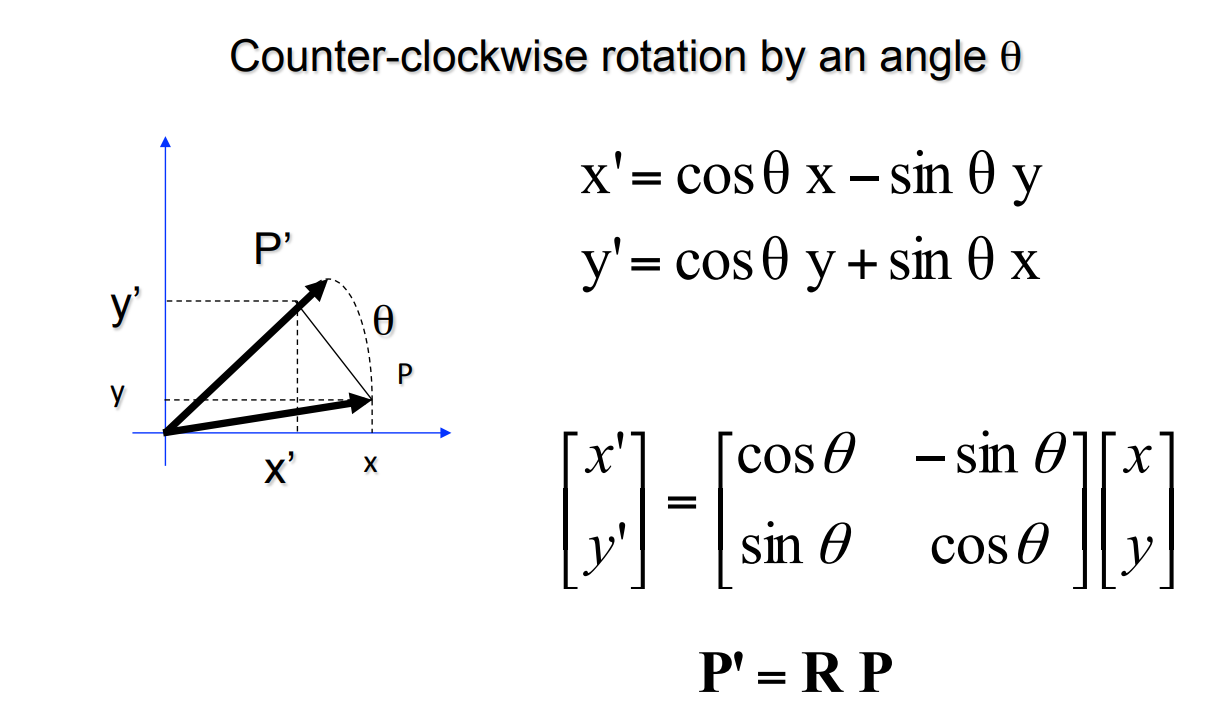 Counter-clockwise rotation by an angle θ
P’
y’
θ
P
y
x’
x
x' = cos θ x − sin θ y
y' = cos θ y + sin θ x
[x'] = [cos θ − sin θ] [x]
[y'] [sin θ cos θ] [y]
P' = R P